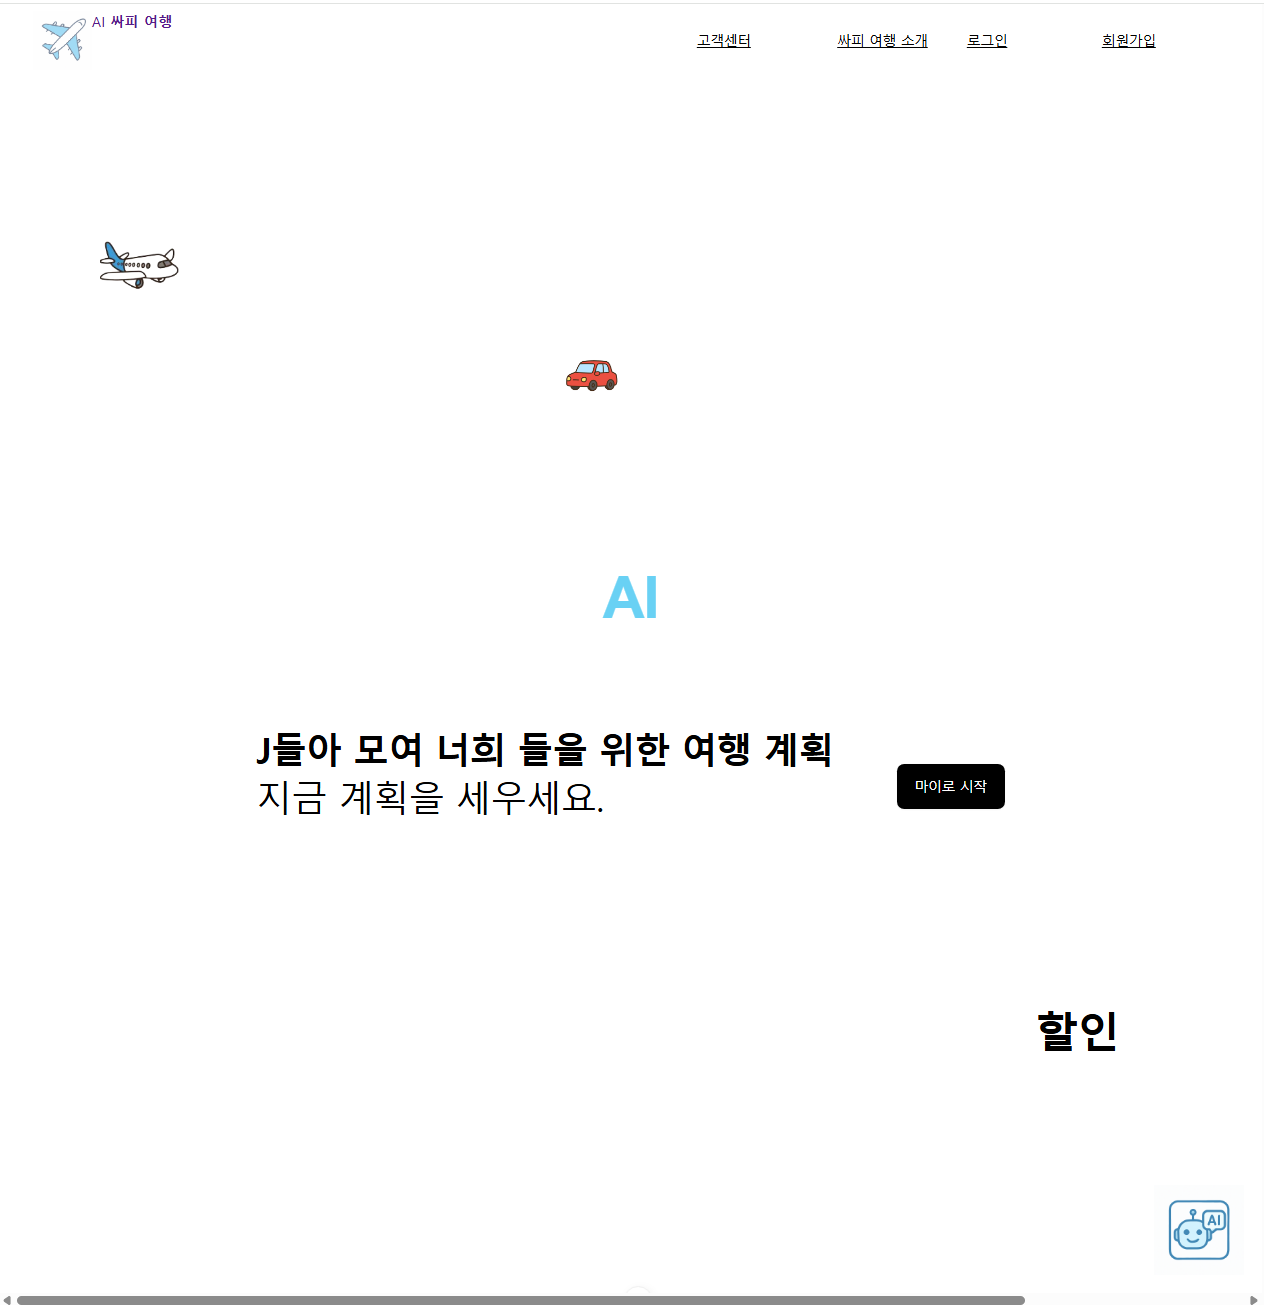 AI 싸피 여행
고객센터 싸피 여행 소개 로그인 회원가입
AI
J들아 모여 너희 들을 위한 여행 계획
지금 계획을 세우세요.
마이로 시작
할인
AI